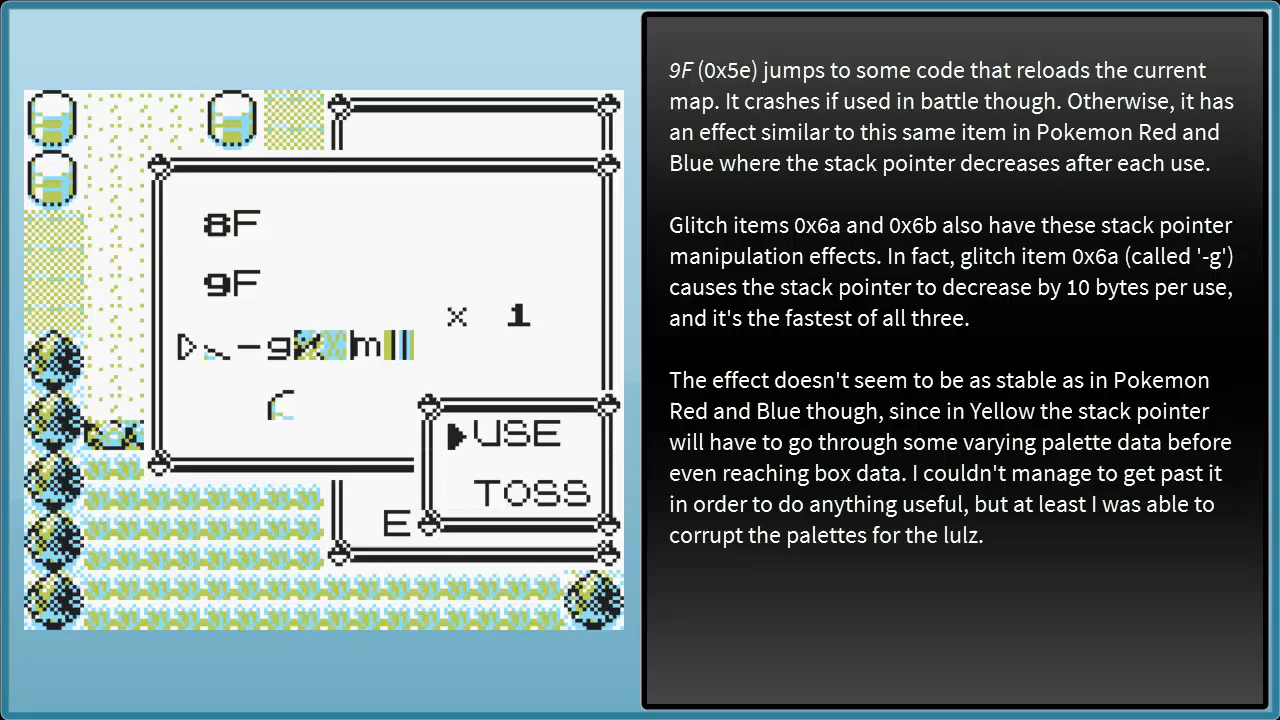 8F
9F
-g m
x 1
USE
TOSS
E
9F (0x5e) jumps to some code that reloads the current
map. It crashes if used in battle though. Otherwise, it has
an effect similar to this same item in Pokemon Red and
Blue where the stack pointer decreases after each use.
Glitch items 0x6a and 0x6b also have these stack pointer
manipulation effects. In fact, glitch item 0x6a (called '-g')
causes the stack pointer to decrease by 10 bytes per use,
and it's the fastest of all three.
The effect doesn't seem to be as stable as in Pokemon
Red and Blue though, since in Yellow the stack pointer
will have to go through some varying palette data before
even reaching box data. I couldn't manage to get past it
in order to do anything useful, but at least I was able to
corrupt the palettes for the lulz.